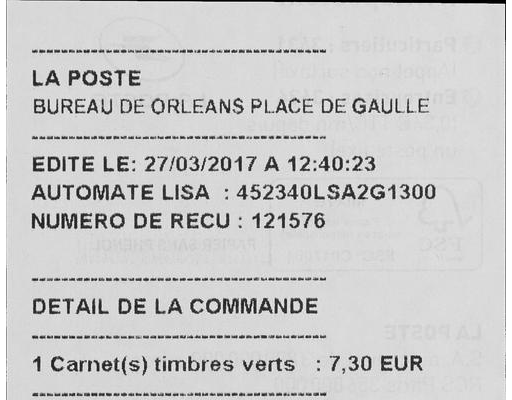 ------------------------------------------
LA POSTE
BUREAU DE ORLEANS PLACE DE GAULLE
------------------------------------------
EDITE LE: 27/03/2017 A 12:40:23
AUTOMATE LISA : 452340LSA2G1300
NUMERO DE RECU : 121576
------------------------------------------
DETAIL DE LA COMMANDE
------------------------------------------
1 Carnet(s) timbres verts : 7,30 EUR
------------------------------------------